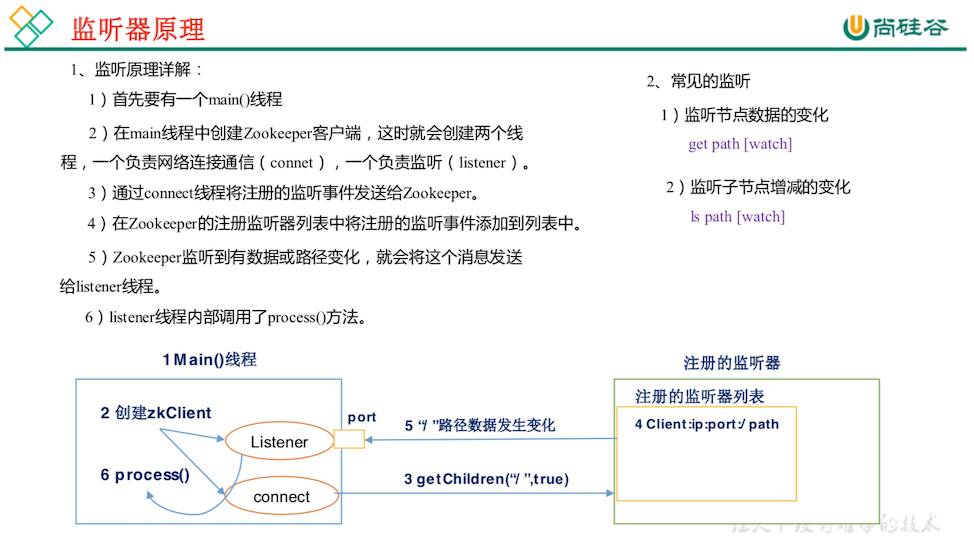 监听器原理
尚硅谷
1、监听原理详解：
1）首先要有一个main()线程
2）在main线程中创建Zookeeper客户端，这时就会创建两个线
程，一个负责网络连接通信（connet），一个负责监听（listener）。
3）通过connect线程将注册的监听事件发送给Zookeeper。
4）在Zookeeper的注册监听器列表中将注册的监听事件添加到列表中。
5）Zookeeper监听到有数据或路径变化，就会将这个消息发送
给listener线程。
6）listener线程内部调用了process()方法。
2、常见的监听
1）监听节点数据的变化
get path [watch]
2）监听子节点增减的变化
ls path [watch]
1 Main()线程
2 创建zkClient
Listener
6 process()
connect
port
5 “/”路径数据发生变化
3 getChildren(“/”,true)
注册的监听器
注册的监听器列表
4 Client:ip:port:/path
的技术